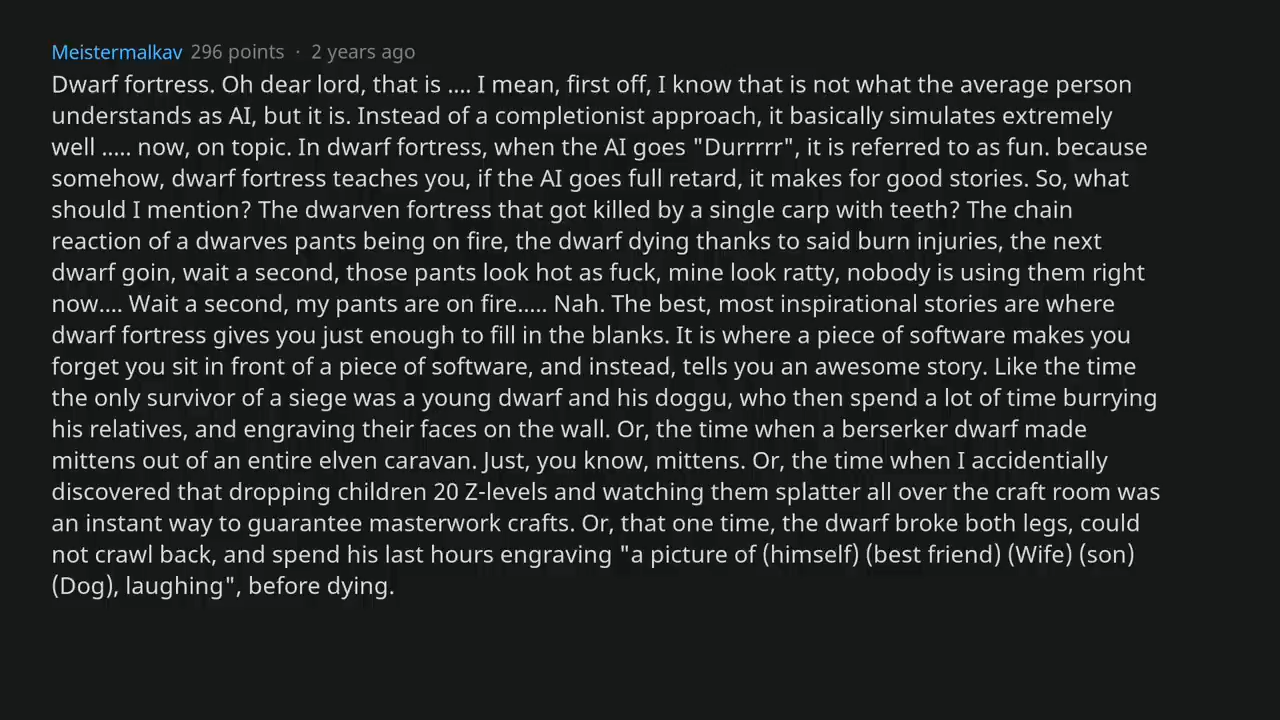 Meistermalkav 296 points · 2 years ago
Dwarf fortress. Oh dear lord, that is .... I mean, first off, I know that is not what the average person
understands as AI, but it is. Instead of a completionist approach, it basically simulates extremely
well ..... now, on topic. In dwarf fortress, when the AI goes "Durrrrr", it is referred to as fun. because
somehow, dwarf fortress teaches you, if the AI goes full retard, it makes for good stories. So, what
should I mention? The dwarven fortress that got killed by a single carp with teeth? The chain
reaction of a dwarves pants being on fire, the dwarf dying thanks to said burn injuries, the next
dwarf goin, wait a second, those pants look hot as fuck, mine look ratty, nobody is using them right
now.... Wait a second, my pants are on fire..... Nah. The best, most inspirational stories are where
dwarf fortress gives you just enough to fill in the blanks. It is where a piece of software makes you
forget you sit in front of a piece of software, and instead, tells you an awesome story. Like the time
the only survivor of a siege was a young dwarf and his doggu, who then spend a lot of time burrying
his relatives, and engraving their faces on the wall. Or, the time when a berserker dwarf made
mittens out of an entire elven caravan. Just, you know, mittens. Or, the time when I accidentially
discovered that dropping children 20 Z-levels and watching them splatter all over the craft room was
an instant way to guarantee masterwork crafts. Or, that one time, the dwarf broke both legs, could
not crawl back, and spend his last hours engraving "a picture of (himself) (best friend) (Wife) (son)
(Dog), laughing", before dying.